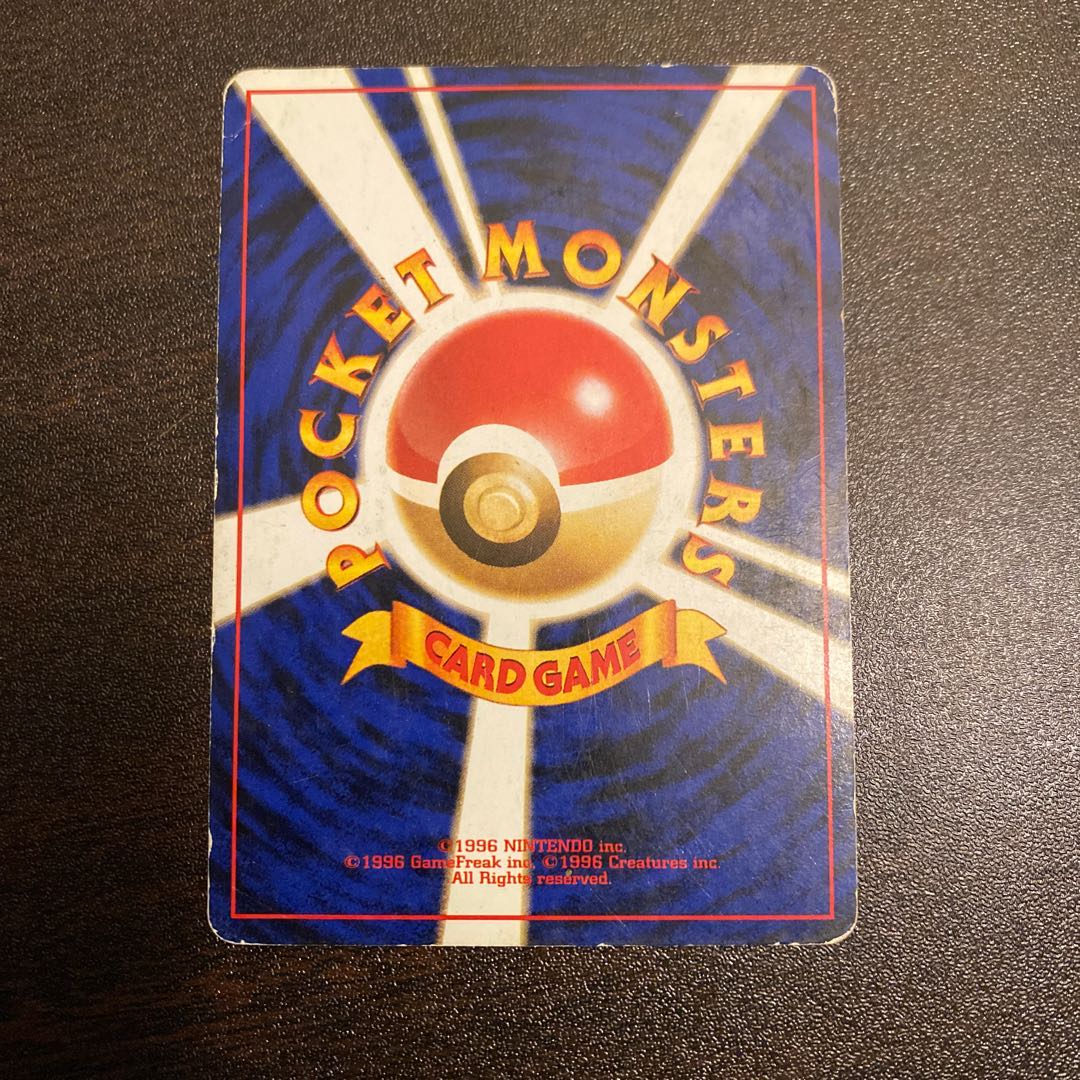 POCKET MONSTERS
CARD GAME
©1996 NINTENDO inc.
©1996 GameFreak inc. ©1996 Creatures inc.
All Rights reserved.